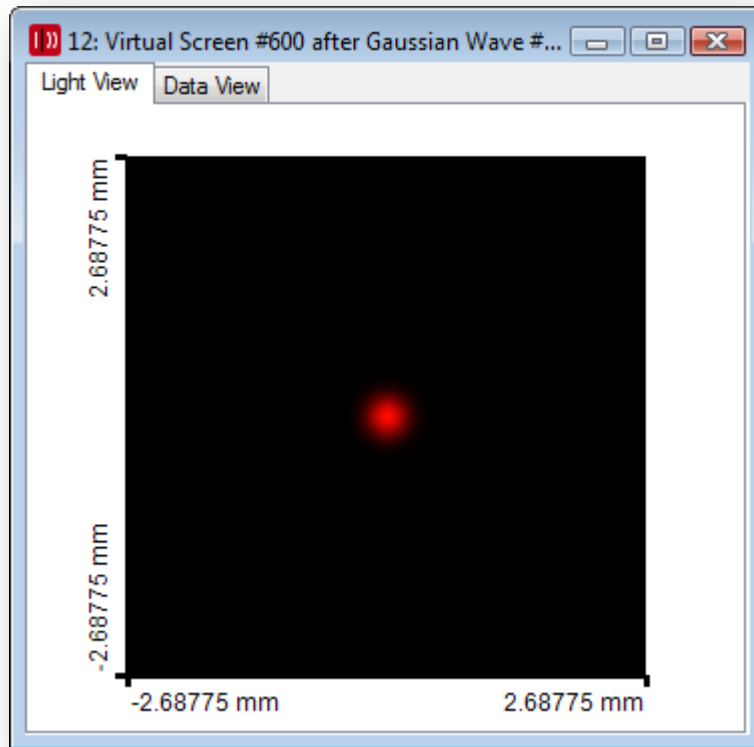 12: Virtual Screen #600 after Gaussian Wave #...
Light View
Data View
2.68775 mm
-2.68775 mm
-2.68775 mm
2.68775 mm